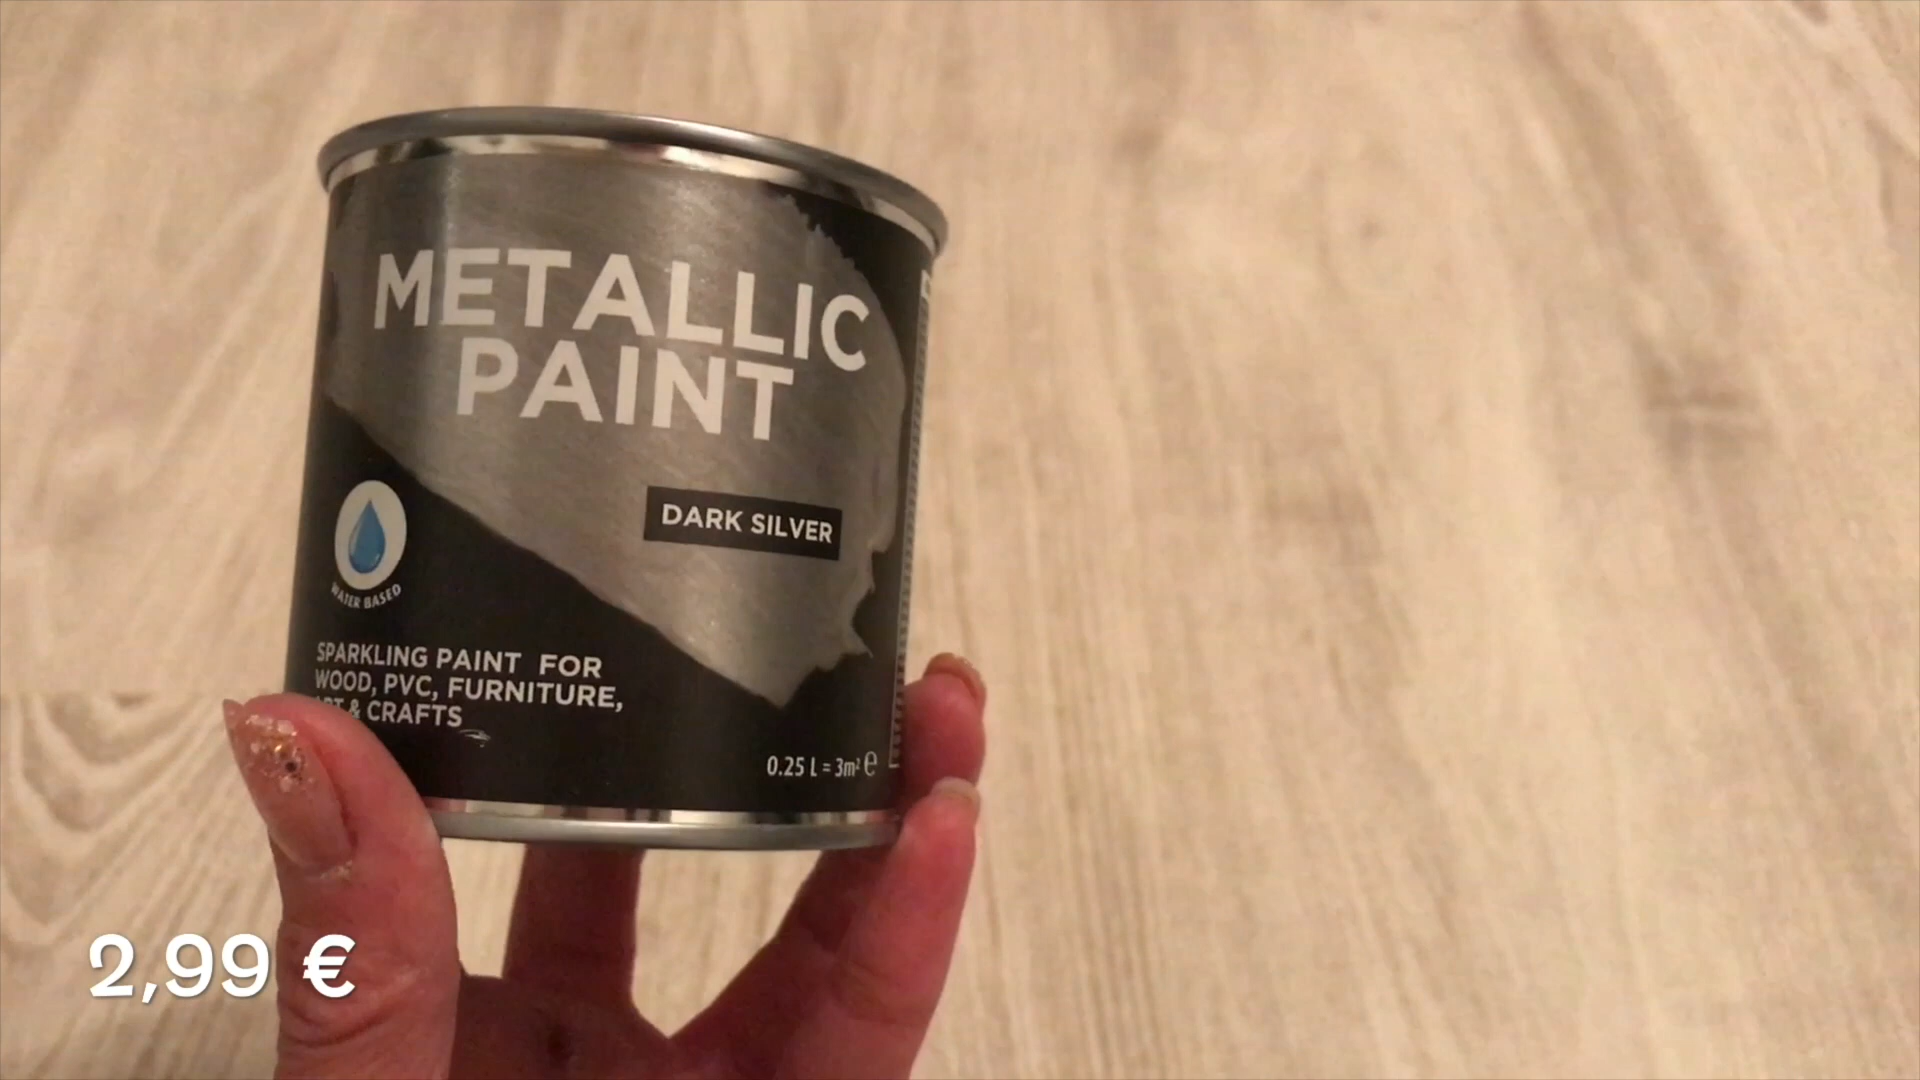 METALLIC
PAINT
DARK SILVER
WATER BASED
SPARKLING PAINT FOR
WOOD, PVC, FURNITURE,
& CRAFTS
0.25 L = 3m² e
2,99 €